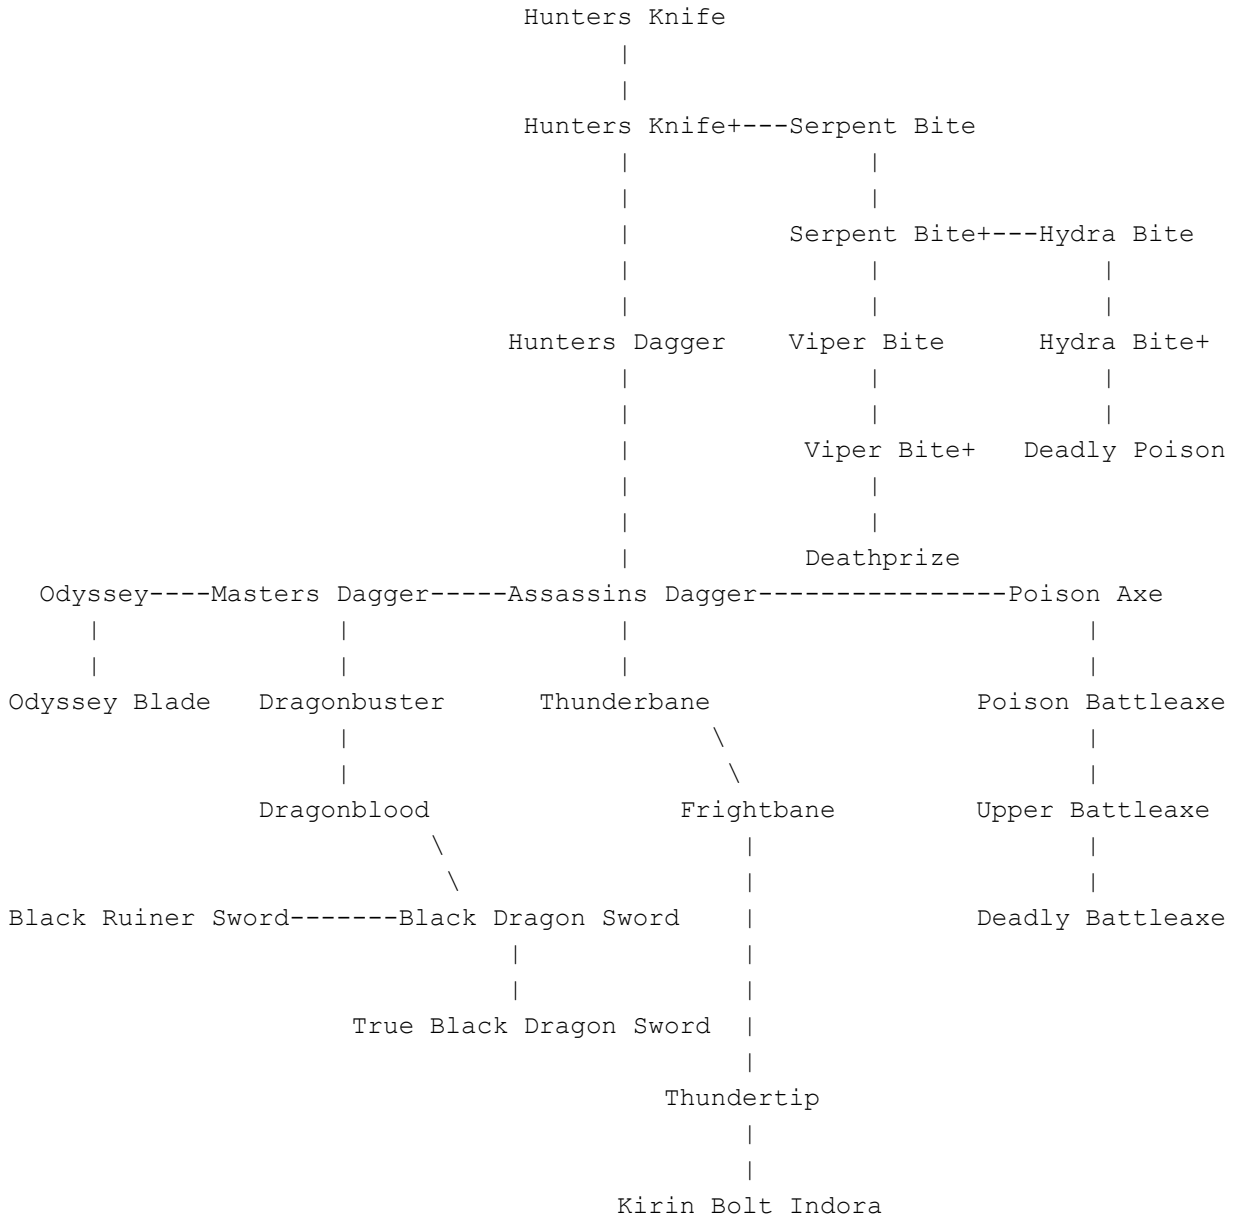 Hunters Knife
|
|
Hunters Knife+---Serpent Bite
| |
| |
| Serpent Bite+---Hydra Bite
| | |
| | |
Hunters Dagger Viper Bite Hydra Bite+
| | |
| | |
| Viper Bite+ Deadly Poison
| |
| |
| Deathprize
Odyssey----Masters Dagger-----Assassins Dagger----------------Poison Axe
| | | |
| | | |
Odyssey Blade Dragonbuster Thunderbane Poison Battleaxe
| \ |
| \ |
Dragonblood Frightbane Upper Battleaxe
\ | |
\ | |
Black Ruiner Sword-------Black Dragon Sword | Deadly Battleaxe
| |
| |
True Black Dragon Sword |
|
Thundertip
|
|
Kirin Bolt Indora